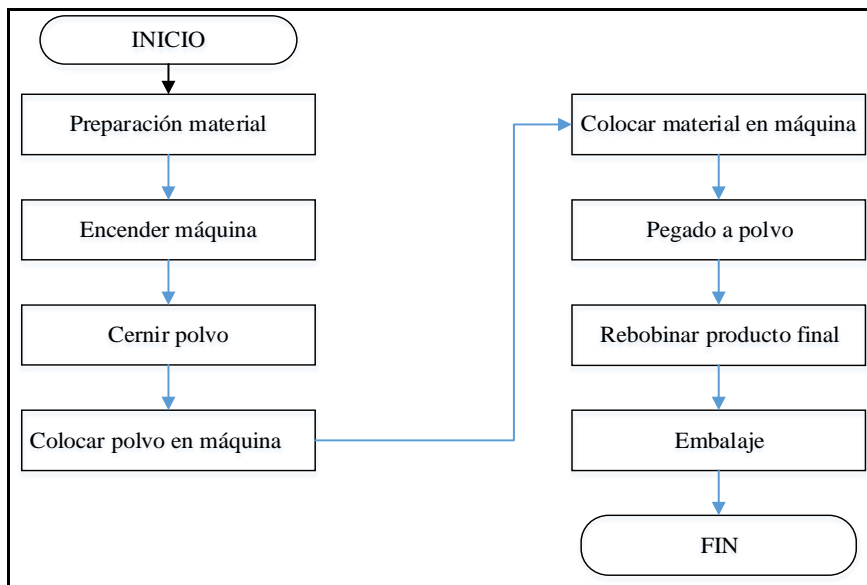 INICIO
Preparación material
Encender máquina
Cernir polvo
Colocar polvo en máquina
Colocar material en máquina
Pegado a polvo
Rebobinar producto final
Embalaje
FIN